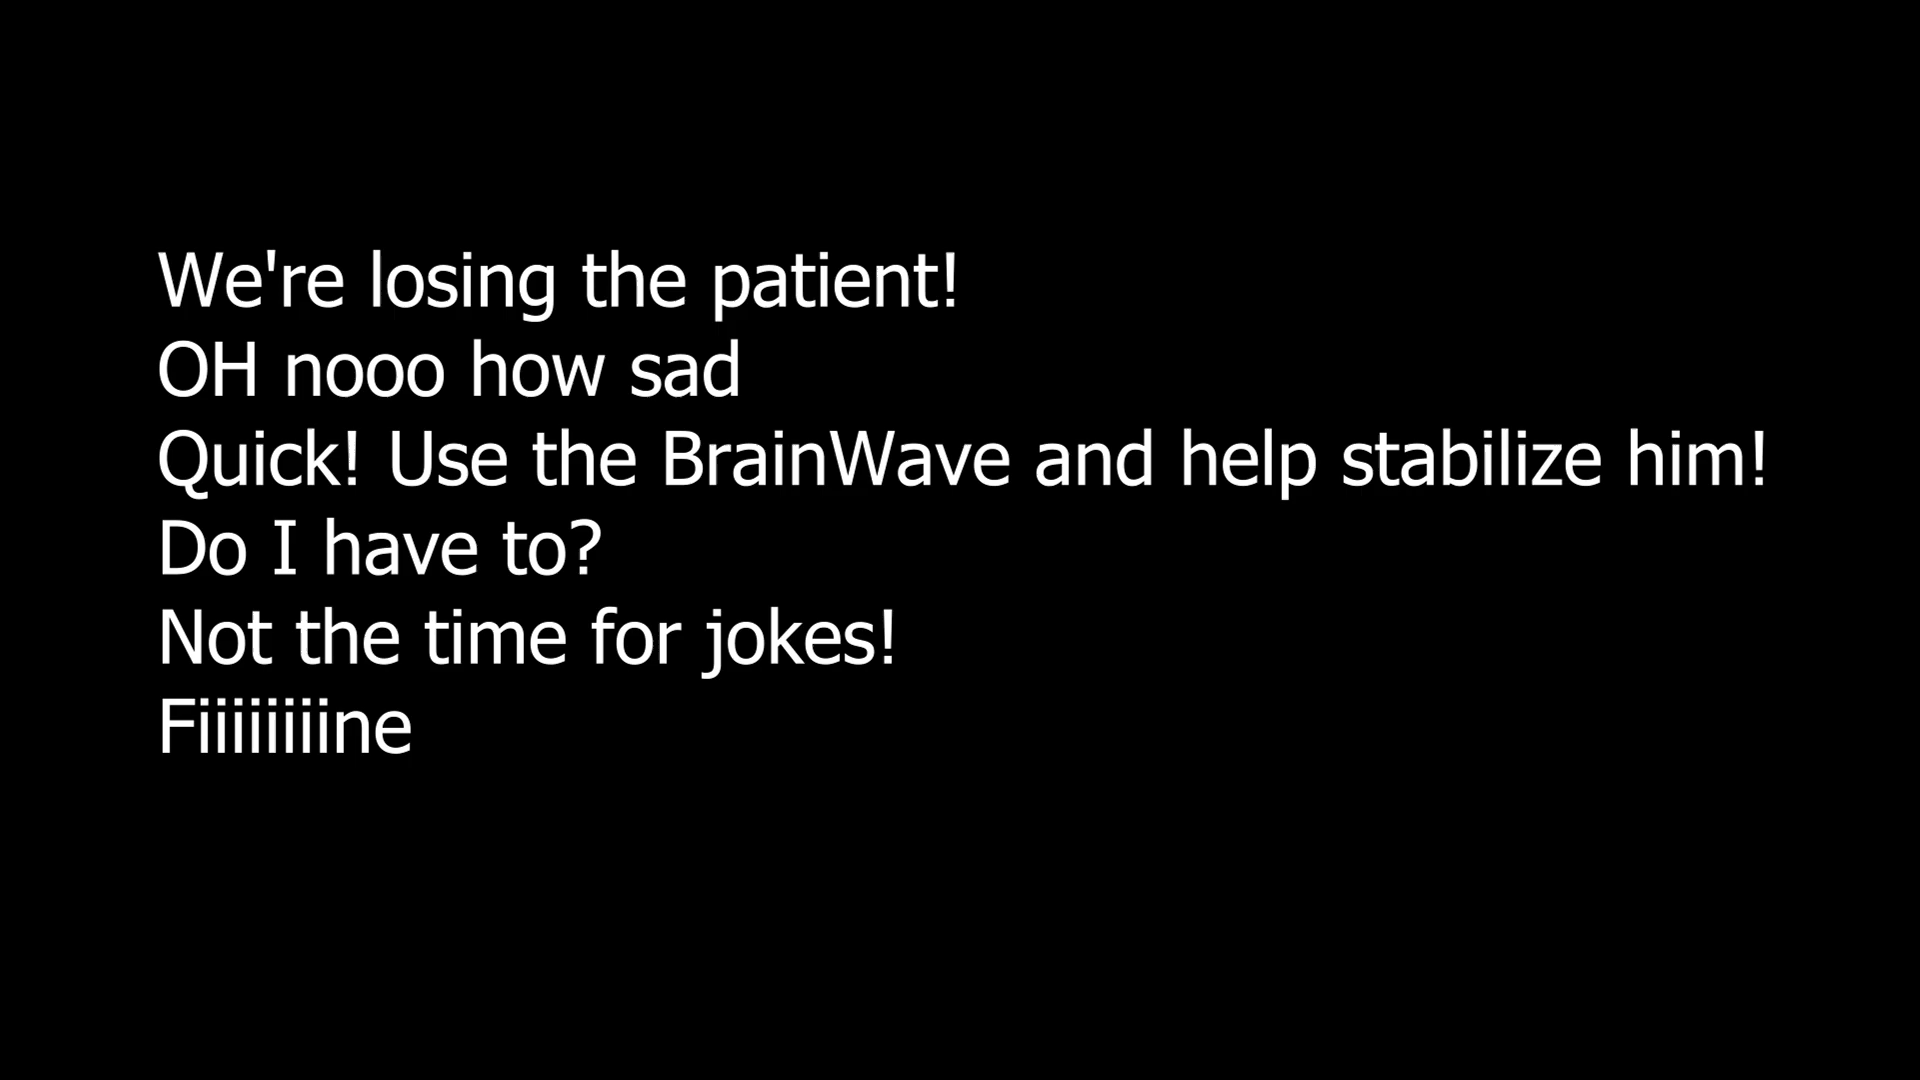 We're losing the patient!
OH nooo how sad
Quick! Use the BrainWave and help stabilize him!
Do I have to?
Not the time for jokes!
Fiiiiiiiine